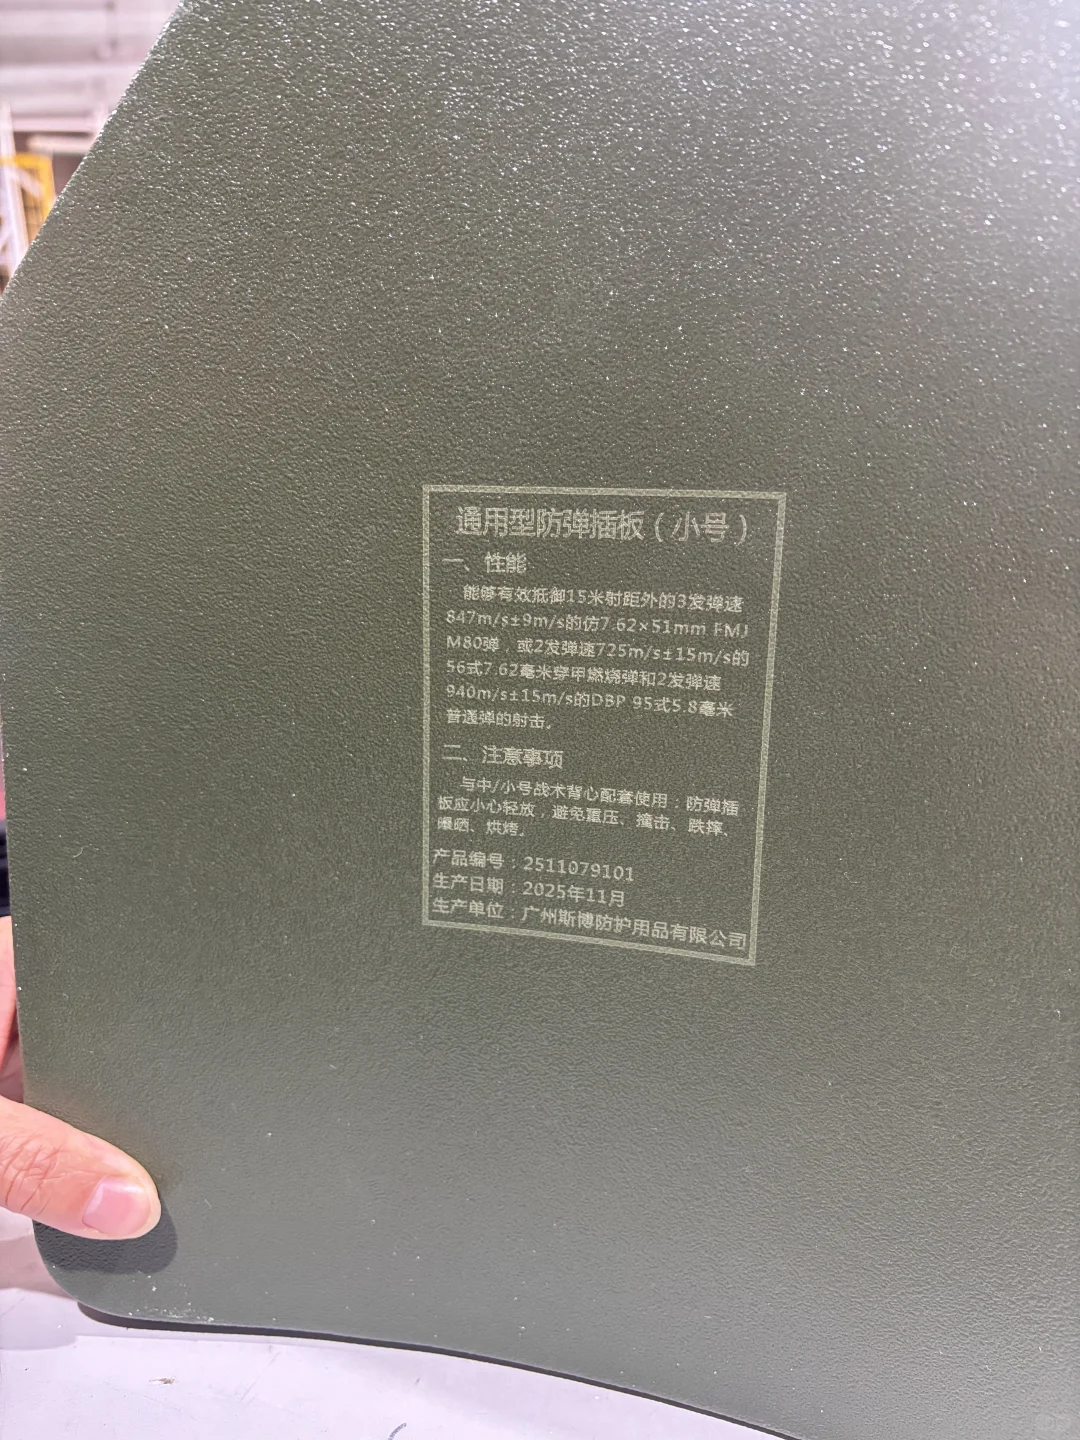 通用型防弹插板（小号）
一、性能
能够有效抵御15米射距外的3发弹速
847m/s±9m/s的仿7.62×51mm FMJ
M80弹，或2发弹速725m/s±15m/s的
56式7.62毫米穿甲燃烧弹和2发弹速
940m/s±15m/s的DBP 95式5.8毫米
普通弹的射击。
二、注意事项
与中/小号战术背心配套使用；防弹插
板应小心轻放，避免重压、撞击、跌摔、
曝晒、烘烤。
产品编号：2511079101
生产日期：2025年11月
生产单位：广州斯博防护用品有限公司